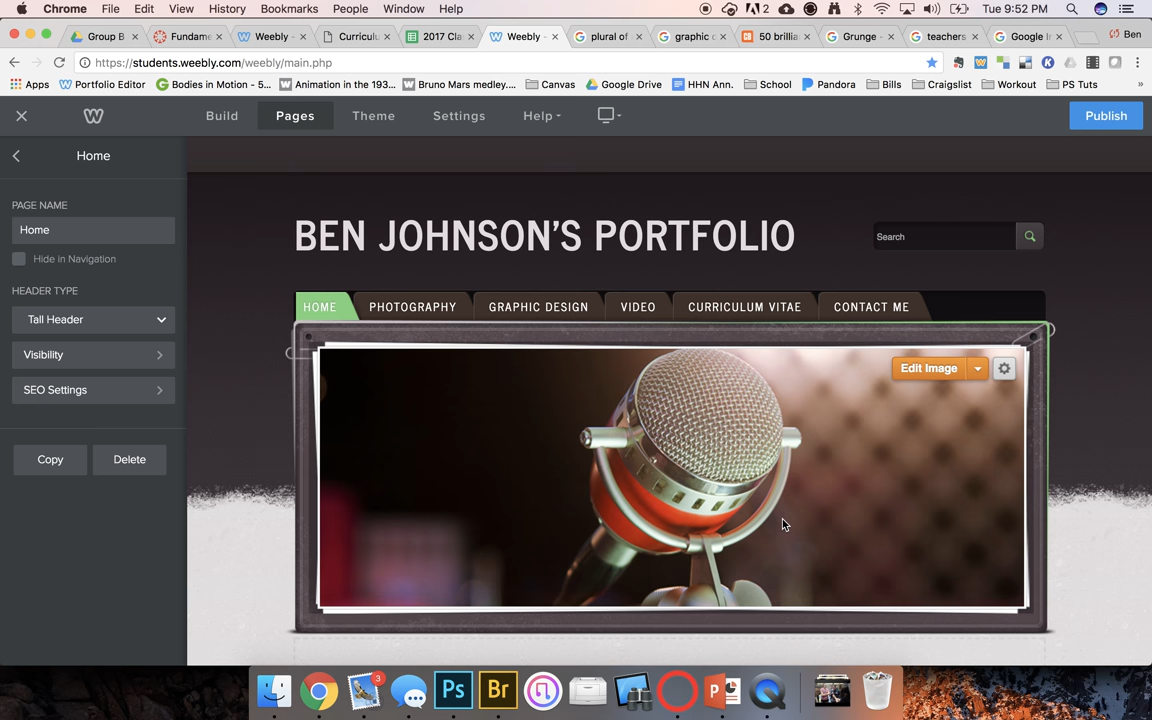 Chrome File Edit View History Bookmarks People Window Help
2
Tue 9:52 PM
Group B
Fundame
Weebly -
Curriculu
2017 Cla
Weebly -
plural of
graphic c
50 brillia
Grunge -
teachers
Google I
Ben
https://students.weebly.com/weebly/main.php
Apps
Portfolio Editor
Bodies in Motion - 5...
Animation in the 193...
Bruno Mars medley....
Canvas
Google Drive
HHN Ann.
School
Pandora
Bills
Craigslist
Workout
PS Tuts
»
Build Pages Theme Settings Help
Publish
Home
PAGE NAME
Home
Hide in Navigation
HEADER TYPE
Tall Header
Visibility
SEO Settings
Copy Delete
BEN JOHNSON'S PORTFOLIO
Search
HOME PHOTOGRAPHY GRAPHIC DESIGN VIDEO CURRICULUM VITAE CONTACT ME
Edit Image
3
Ps
Br